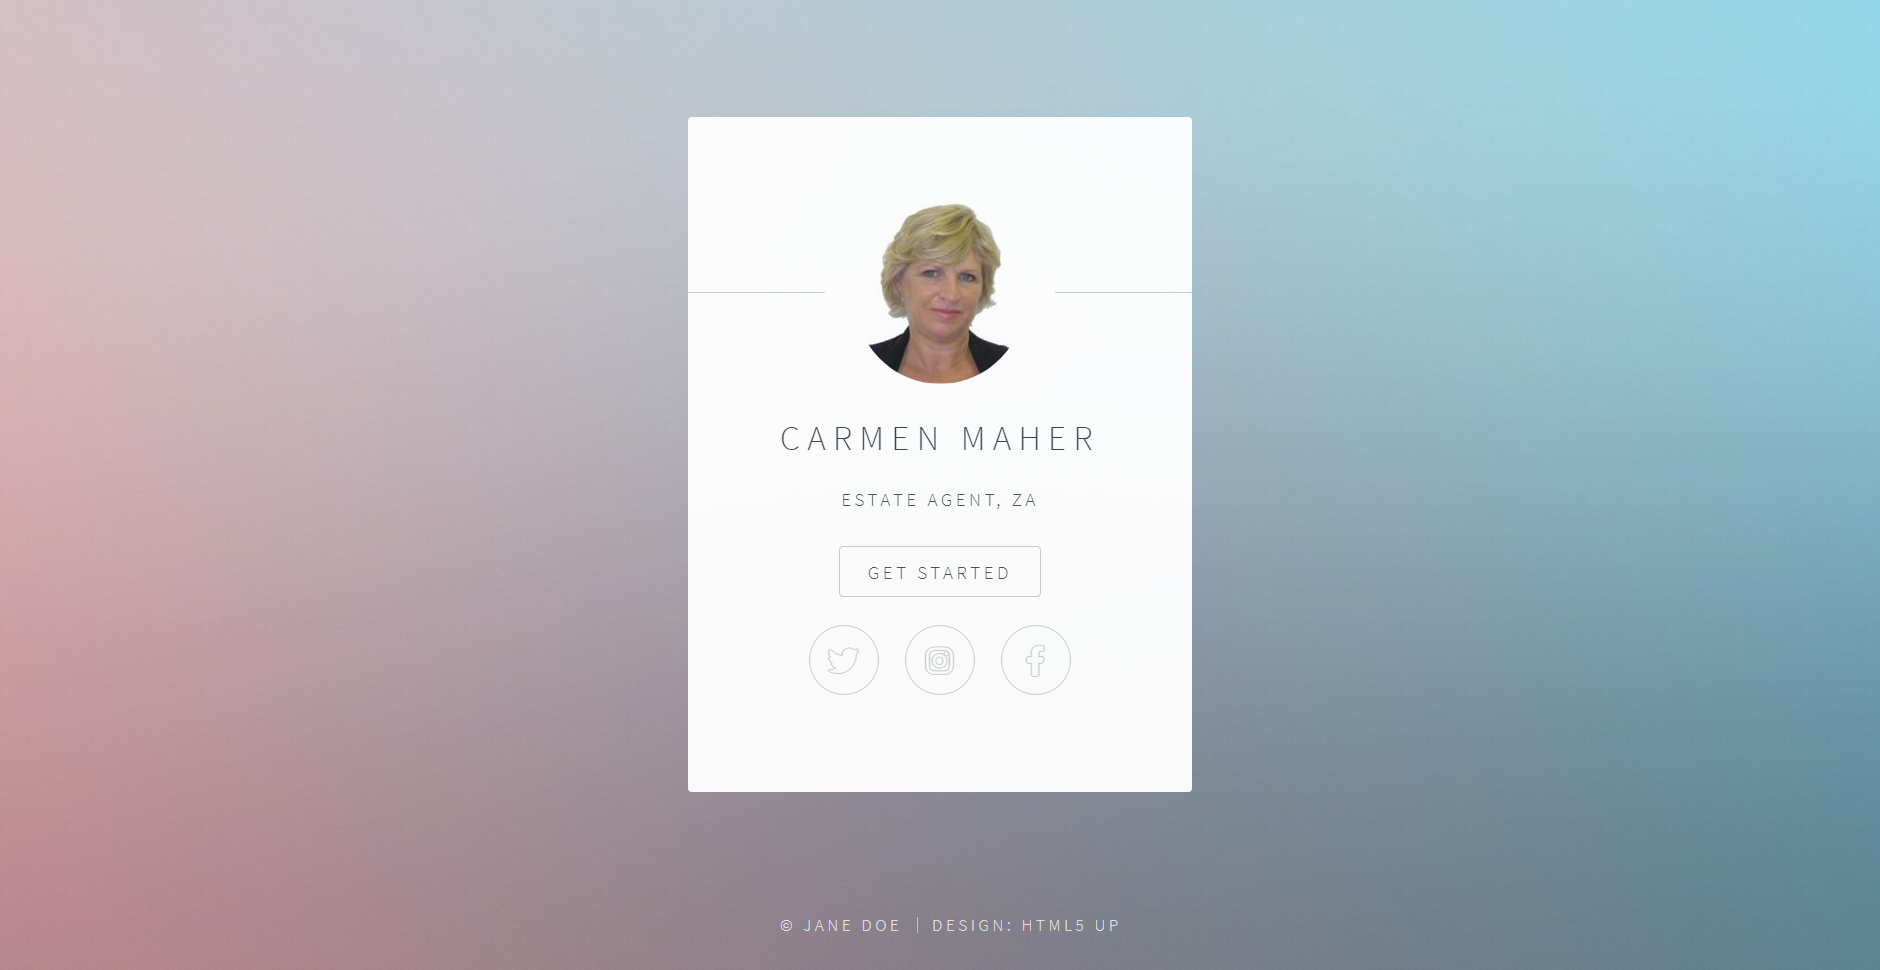 CARMEN MAHER
ESTATE AGENT, ZA
GET STARTED
© JANE DOE | DESIGN: HTML5 UP